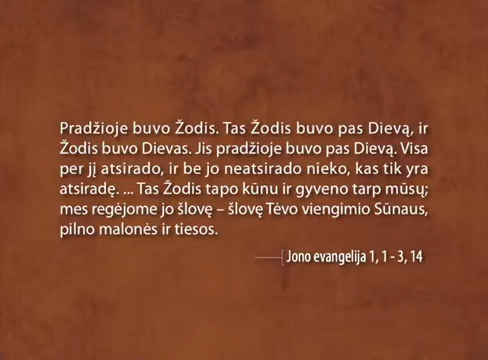 Pradžioje buvo Žodis. Tas Žodis buvo pas Dievą, ir
Žodis buvo Dievas. Jis pradžioje buvo pas Dievą. Visa
per jį atsirado, ir be jo neatsirado nieko, kas tik yra
atsiradę. ... Tas Žodis tapo kūnu ir gyveno tarp mūsų;
mes regėjome jo šlovę – šlovę Tėvo viengimio Sūnaus,
pilno malonės ir tiesos.
Jono evangelija 1, 1 - 3, 14